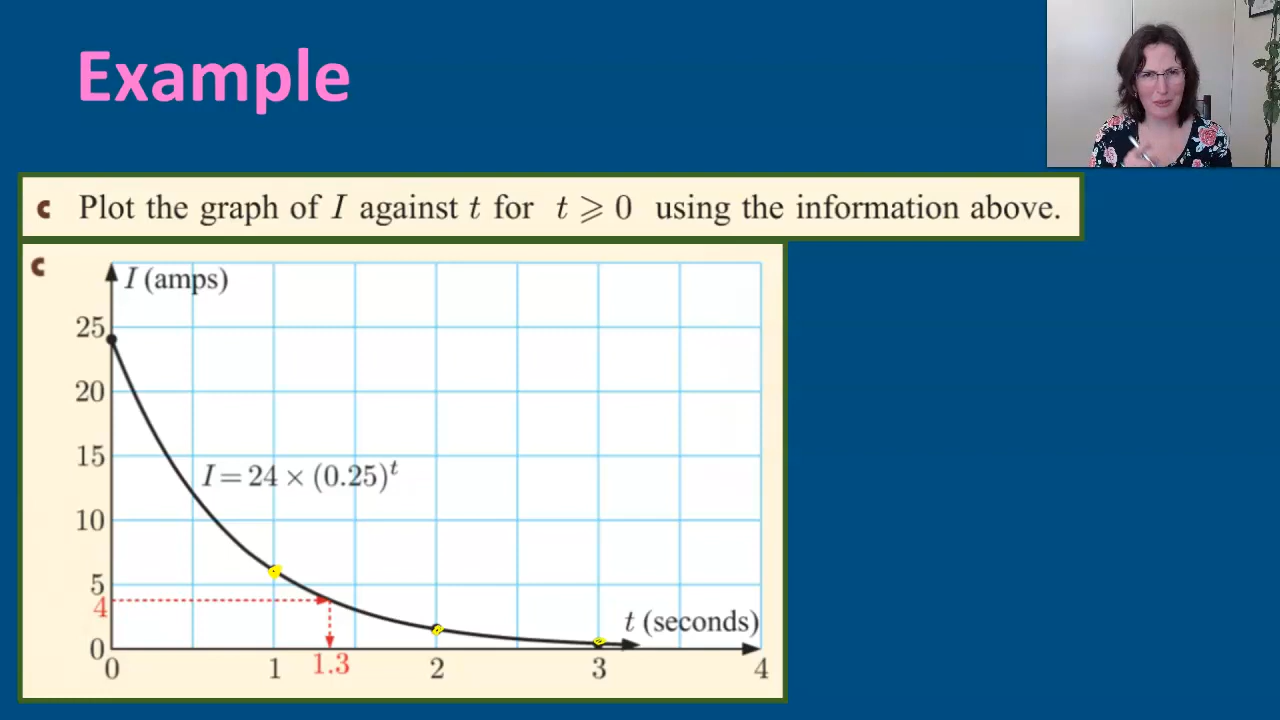 Example
c Plot the graph of I against t for t ⩾ 0 using the information above.
c
I (amps)
25
20
15
I = 24 × (0.25)^t
10
5
4
t (seconds)
0
0 1 1.3 2 3 4